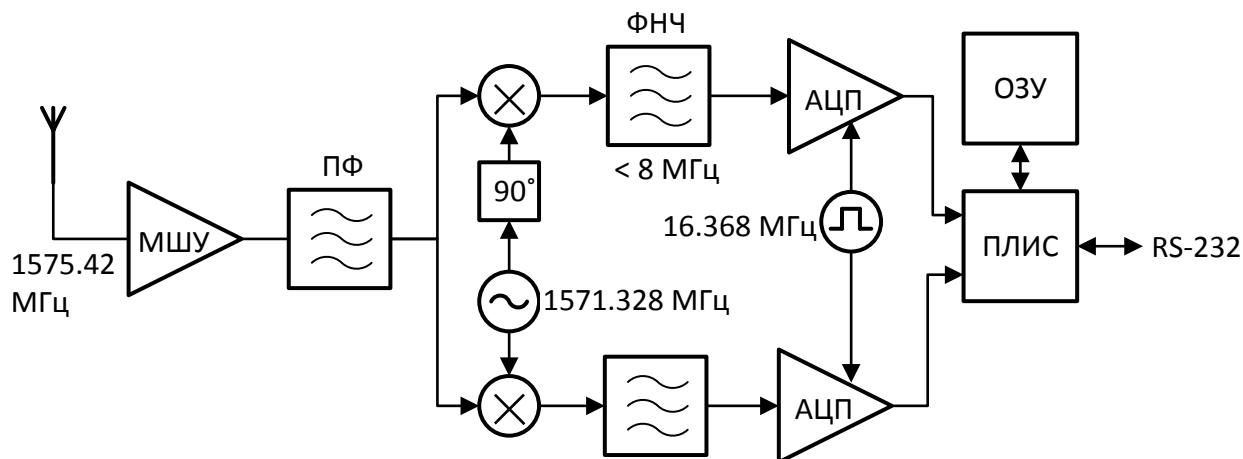 ФНЧ
АЦП
ОЗУ
ПФ
< 8 МГц
90°
МШУ
16.368 МГц
ПЛИС
RS-232
1575.42
МГц
1571.328 МГц
АЦП